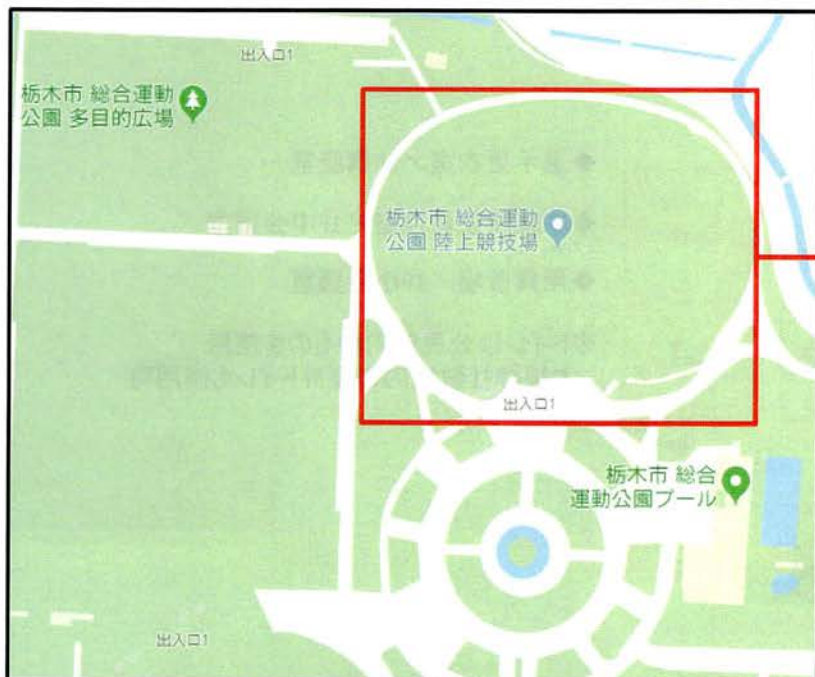 出入口1
栃木市 総合運動
公園 多目的広場
栃木市 総合運動
公園 陸上競技場
出入口1
栃木市 総合
運動公園プール
出入口1